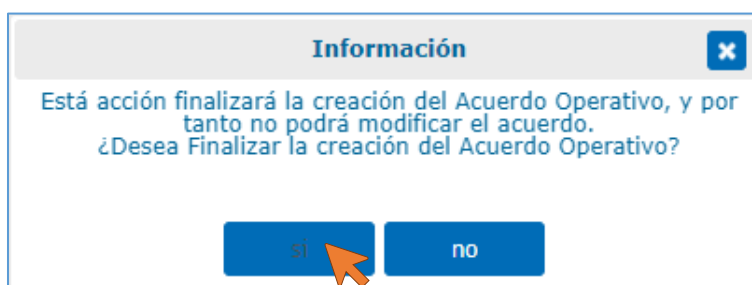 Información
Está acción finalizará la creación del Acuerdo Operativo, y por
tanto no podrá modificar el acuerdo.
¿Desea Finalizar la creación del Acuerdo Operativo?
si no